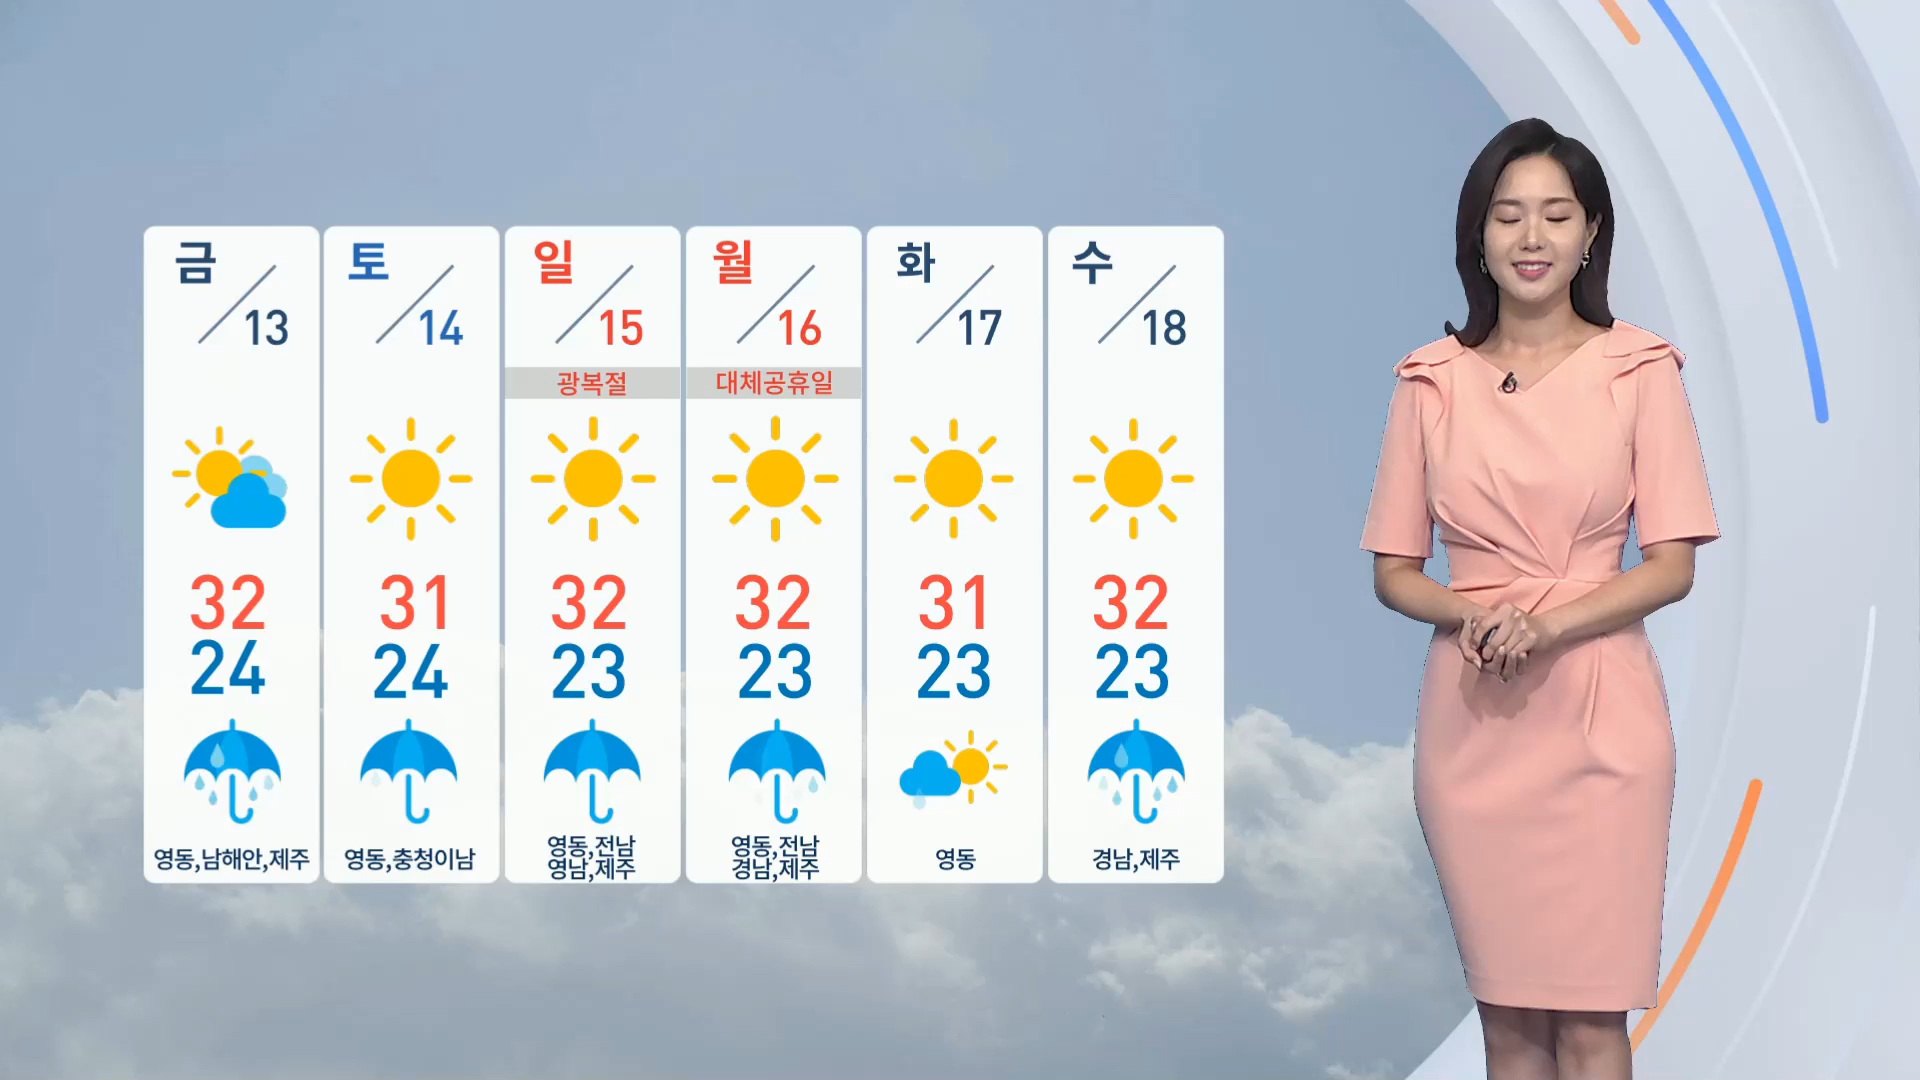 금
13
32
24
영동,남해안,제주
토
14
31
24
영동,충청이남
일
15
광복절
32
23
영동,전남
영남,제주
월
16
대체공휴일
32
23
영동,전남
경남,제주
화
17
31
23
영동
수
18
32
23
경남,제주